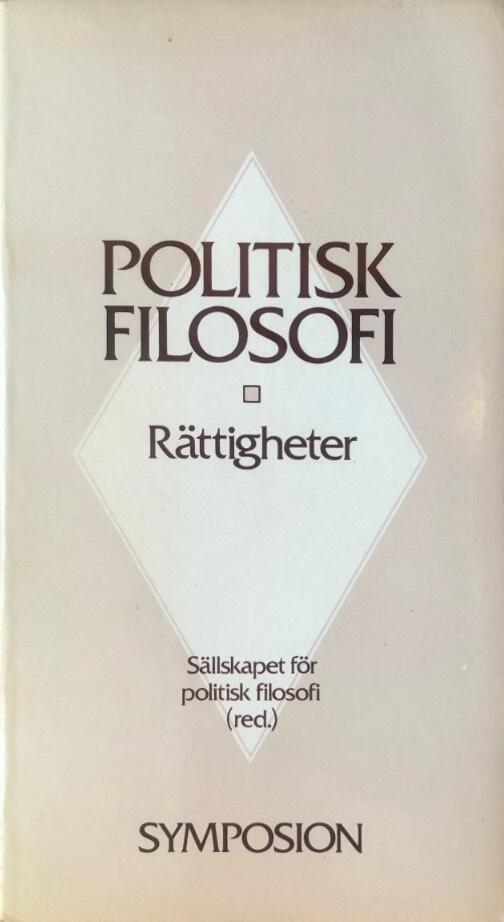 POLITISK
FILOSOFI
Rättigheter
Sällskapet för
politisk filosofi
(red.)
SYMPOSION